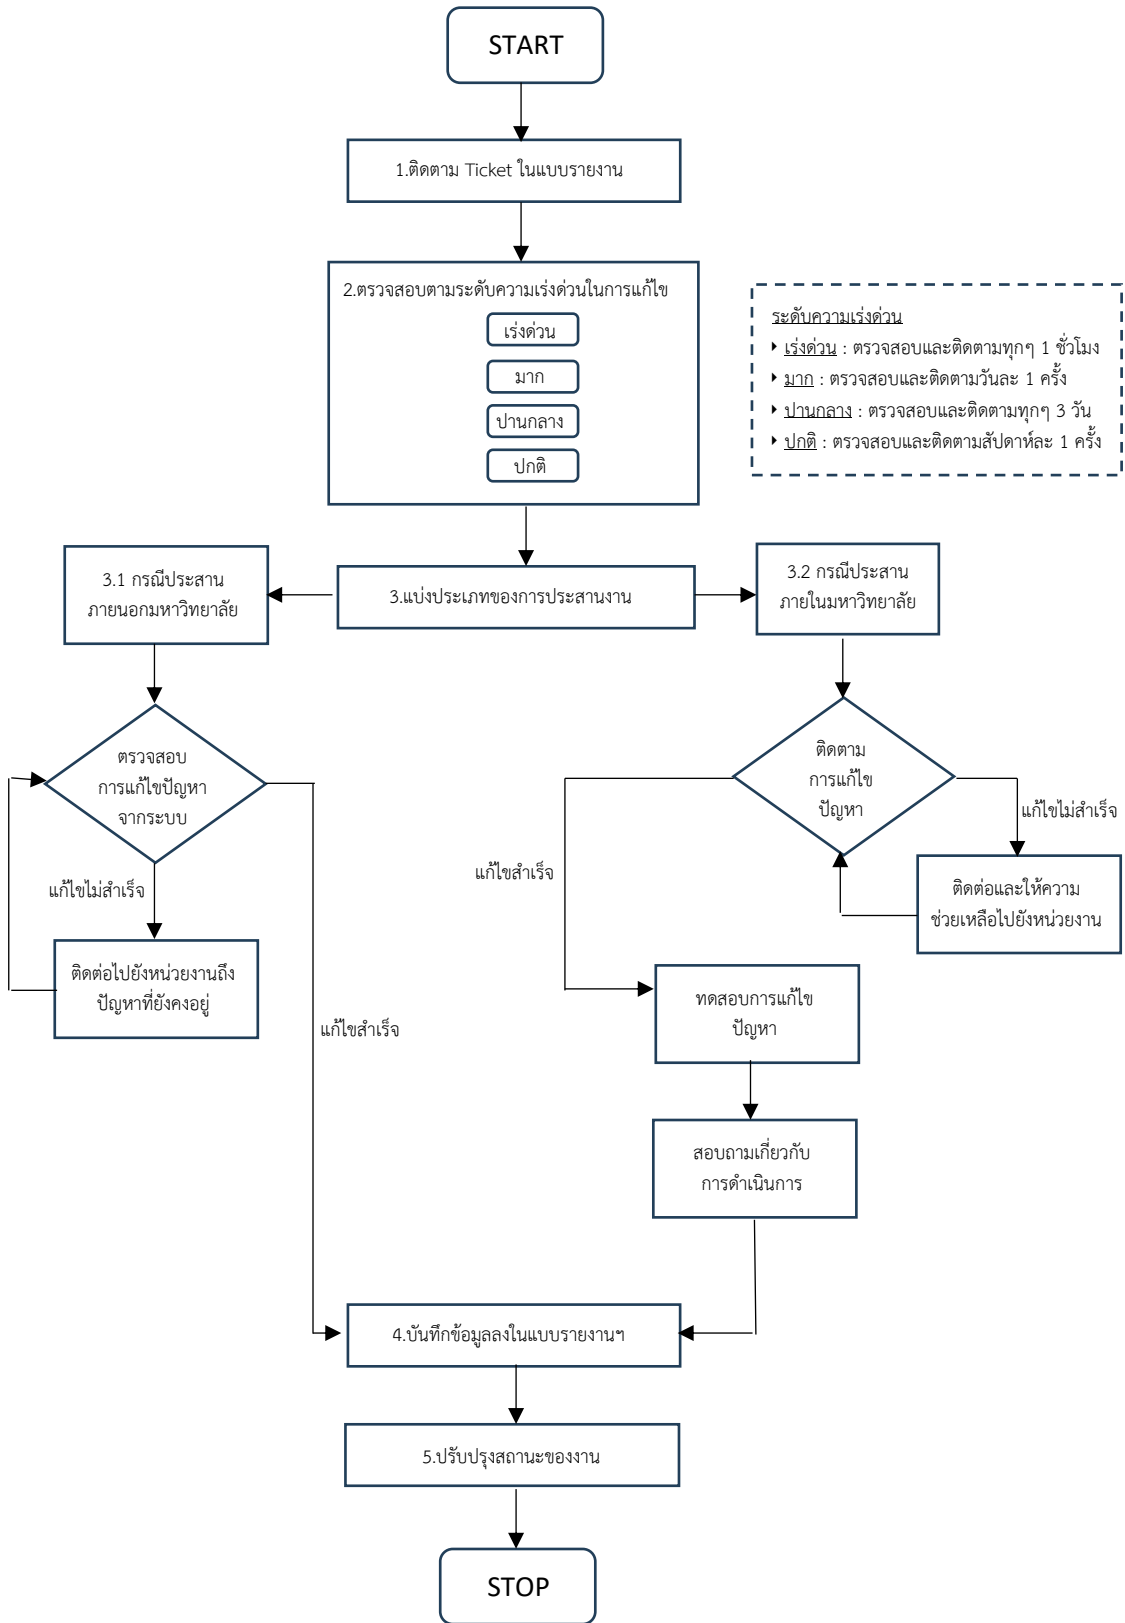 START
1.ติดตาม Ticket ในแบบรายงาน
2.ตรวจสอบตามระดับความเร่งด่วนในการแก้ไข
เร่งด่วน
มาก
ปานกลาง
ปกติ
ระดับความเร่งด่วน
เร่งด่วน : ตรวจสอบและติดตามทุกๆ 1 ชั่วโมง
มาก : ตรวจสอบและติดตามวันละ 1 ครั้ง
ปานกลาง : ตรวจสอบและติดตามทุกๆ 3 วัน
ปกติ : ตรวจสอบและติดตามสัปดาห์ละ 1 ครั้ง
3.1 กรณีประสาน
ภายนอกมหาวิทยาลัย
3.แบ่งประเภทของการประสานงาน
3.2 กรณีประสาน
ภายในมหาวิทยาลัย
ตรวจสอบ
การแก้ไขปัญหา
จากระบบ
แก้ไขไม่สำเร็จ
ติดต่อไปยังหน่วยงานถึง
ปัญหาที่ยังคงอยู่
แก้ไขสำเร็จ
ติดตาม
การแก้ไข
ปัญหา
แก้ไขไม่สำเร็จ
ติดต่อและให้ความ
ช่วยเหลือไปยังหน่วยงาน
แก้ไขสำเร็จ
ทดสอบการแก้ไข
ปัญหา
สอบถามเกี่ยวกับ
การดำเนินการ
4.บันทึกข้อมูลลงในแบบรายงานฯ
5.ปรับปรุงสถานะของงาน
STOP